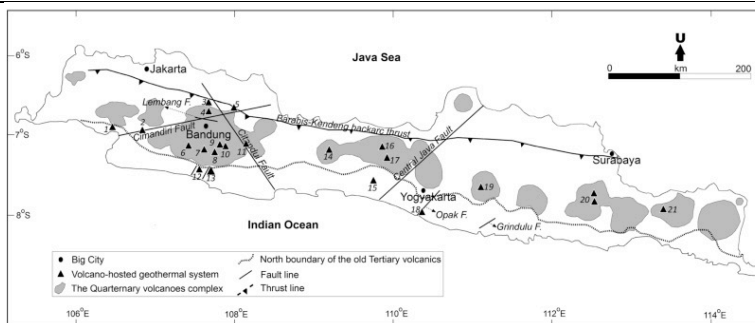 Java Sea
U
0 km 200
-6°S
Jakarta
Lembang F.
3
4
5
Barabis-Kendeng backarc thrust
-7°S
1
2
Cimandiri Fault
Bandung
Citandui Fault
Central Java Fault
Surabaya
6
7
8
9
10
11
12
13
14
15
16
17
Yogyakarta
18
Opak F.
19
20
21
Grindulu F.
-8°S
Indian Ocean
Big City
Volcano-hosted geothermal system
The Quarternary volcanoes complex
North boundary of the old Tertiary volcanics
Fault line
Thrust line
106°E
108°E
110°E
112°E
114°E